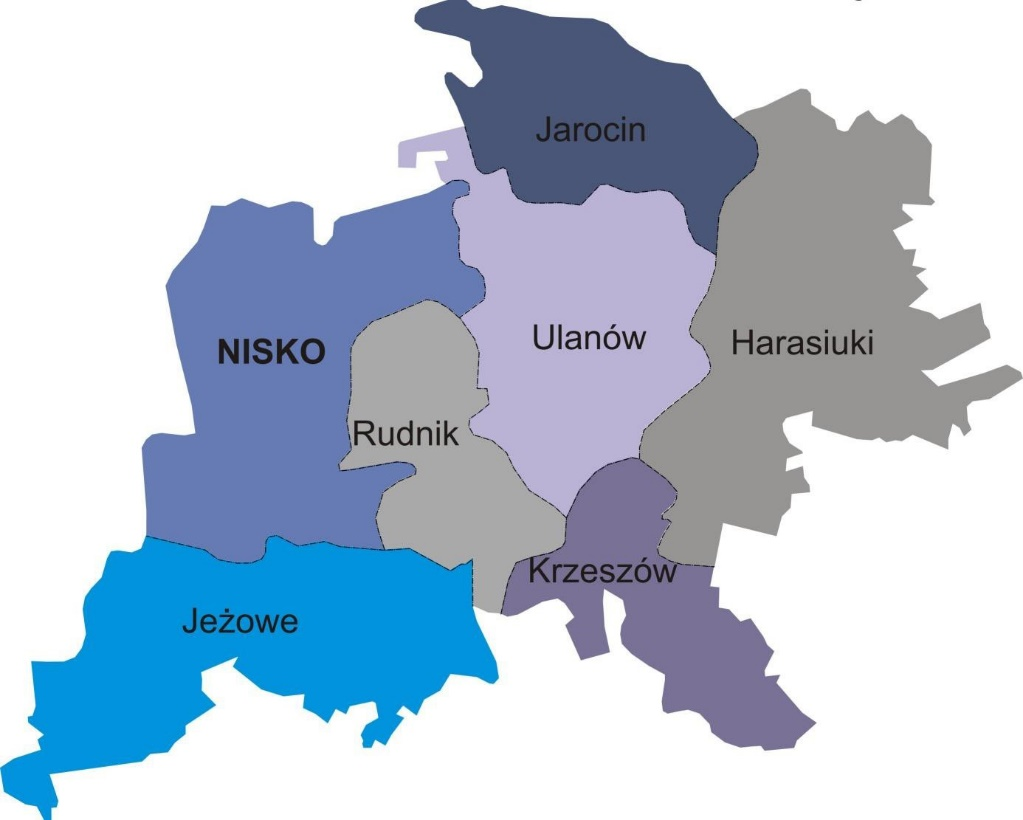 Jarocin
Ulanów
Harasiuki
NISKO
Rudnik
Krzeszów
Jeżowe